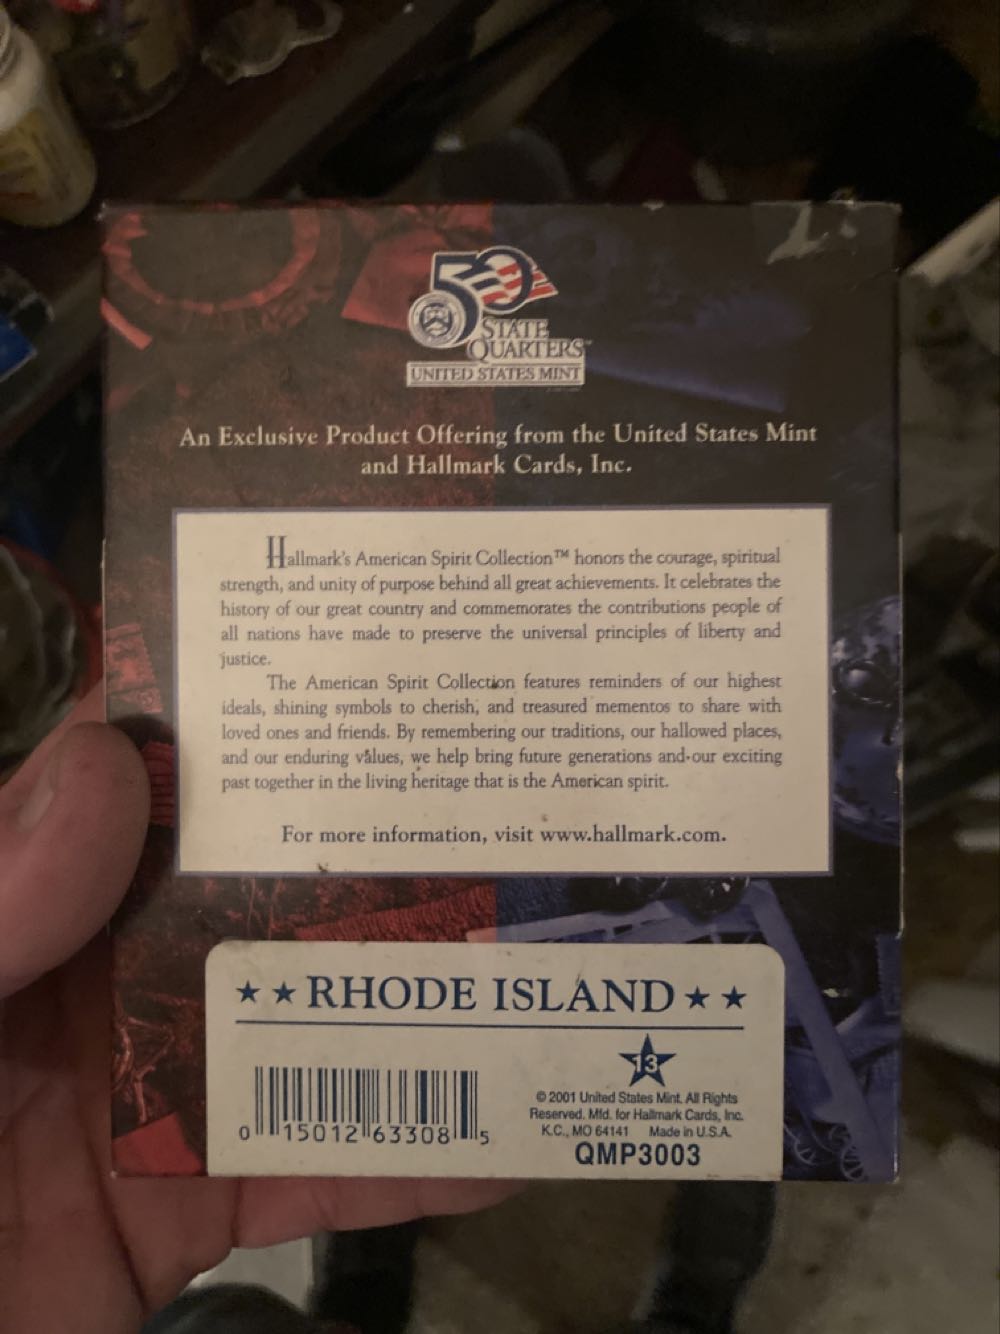 50
STATE
QUARTERS™
UNITED STATES MINT
An Exclusive Product Offering from the United States Mint
and Hallmark Cards, Inc.
Hallmark's American Spirit Collection™ honors the courage, spiritual
strength, and unity of purpose behind all great achievements. It celebrates the
history of our great country and commemorates the contributions people of
all nations have made to preserve the universal principles of liberty and
justice.
The American Spirit Collection features reminders of our highest
ideals, shining symbols to cherish, and treasured mementos to share with
loved ones and friends. By remembering our traditions, our hallowed places,
and our enduring values, we help bring future generations and our exciting
past together in the living heritage that is the American spirit.
For more information, visit www.hallmark.com.
★ ★ RHODE ISLAND ★ ★
13
© 2001 United States Mint. All Rights
Reserved. Mfd. for Hallmark Cards, Inc.
K.C., MO 64141 Made in U.S.A.
QMP3003
0 15012 63308 5